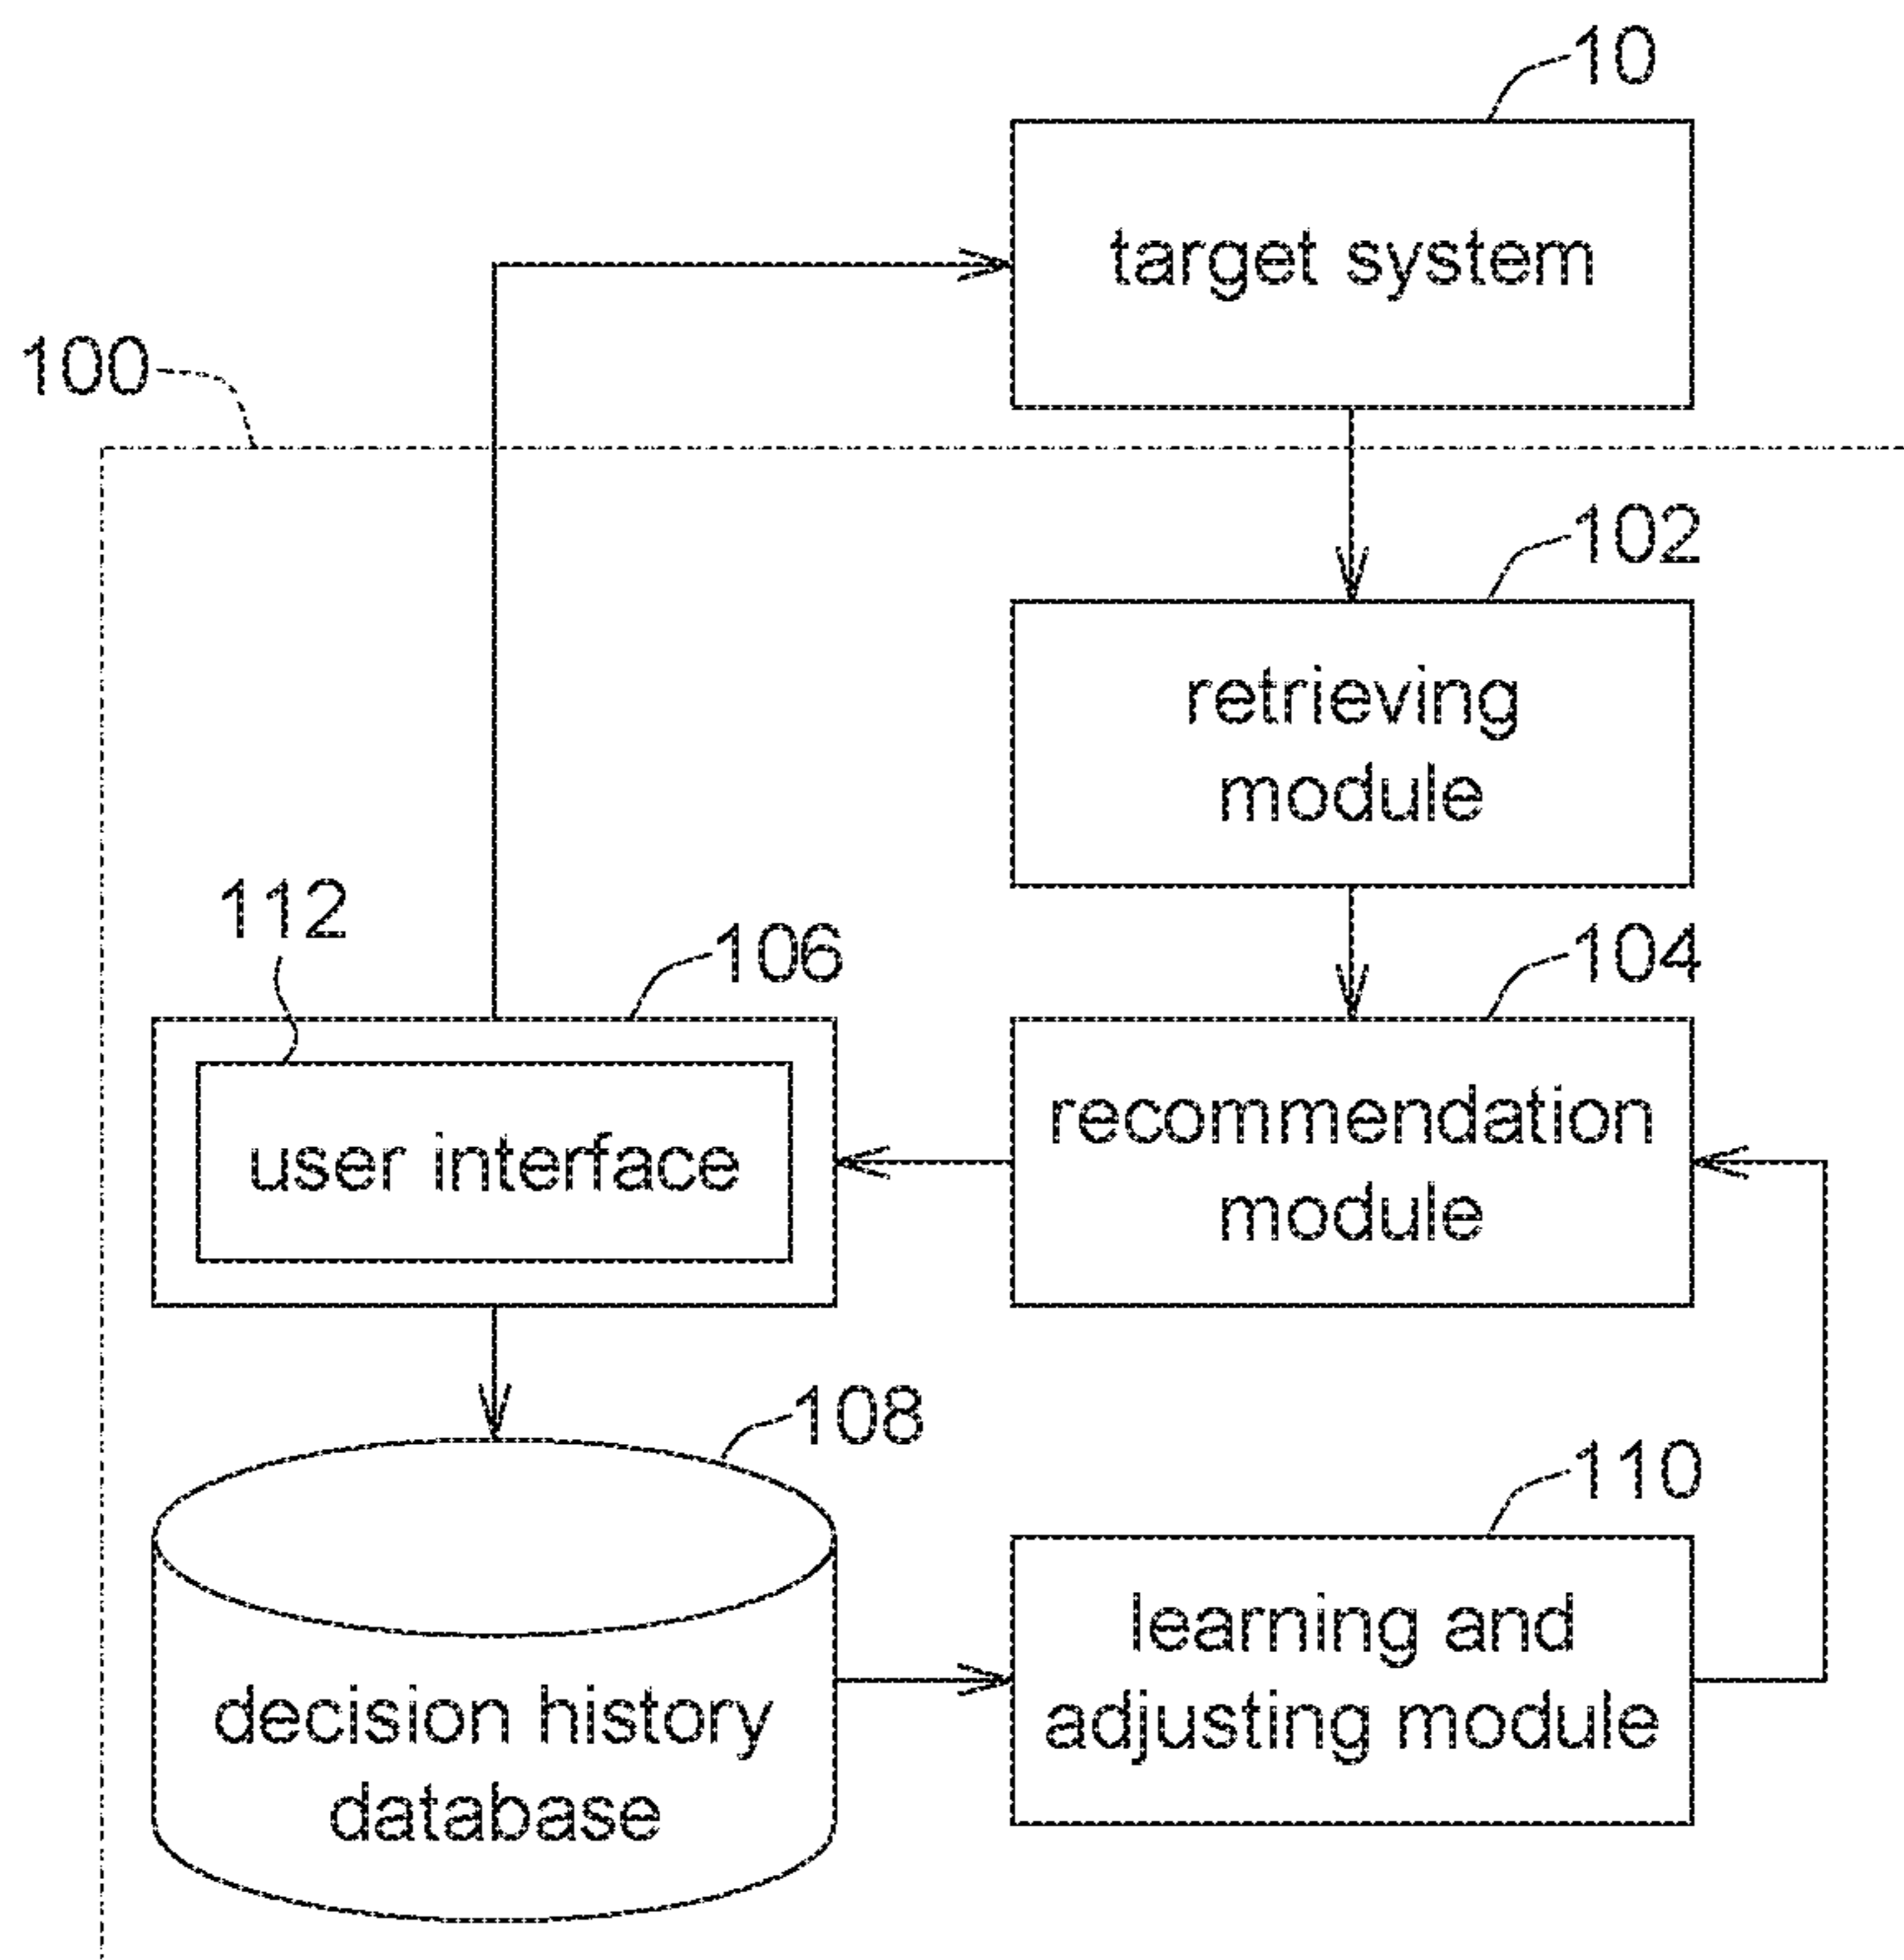 10
target system
100
102
retrieving
module
112
106
104
user interface
recommendation
module
108
110
decision history
database
learning and
adjusting module